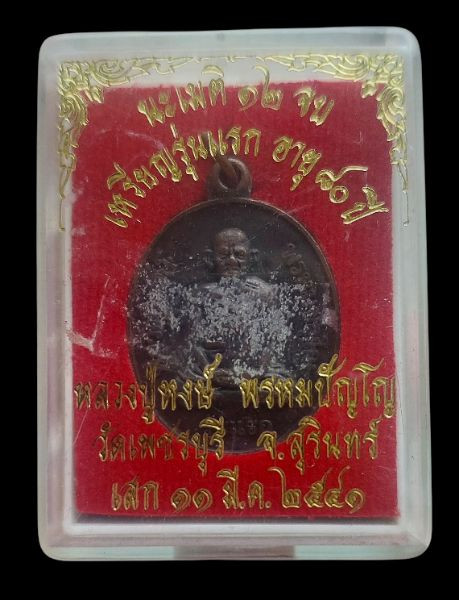 นะเมติ ๑๒ จบ
เหรียญรุ่นแรก อายุ ๘๐ ปี
หลวงปู่หงษ์ พรหมปัญโญ
วัดเพชรบุรี จ.สุรินทร์
เสก ๑๑ มี.ค. ๒๕๔๑